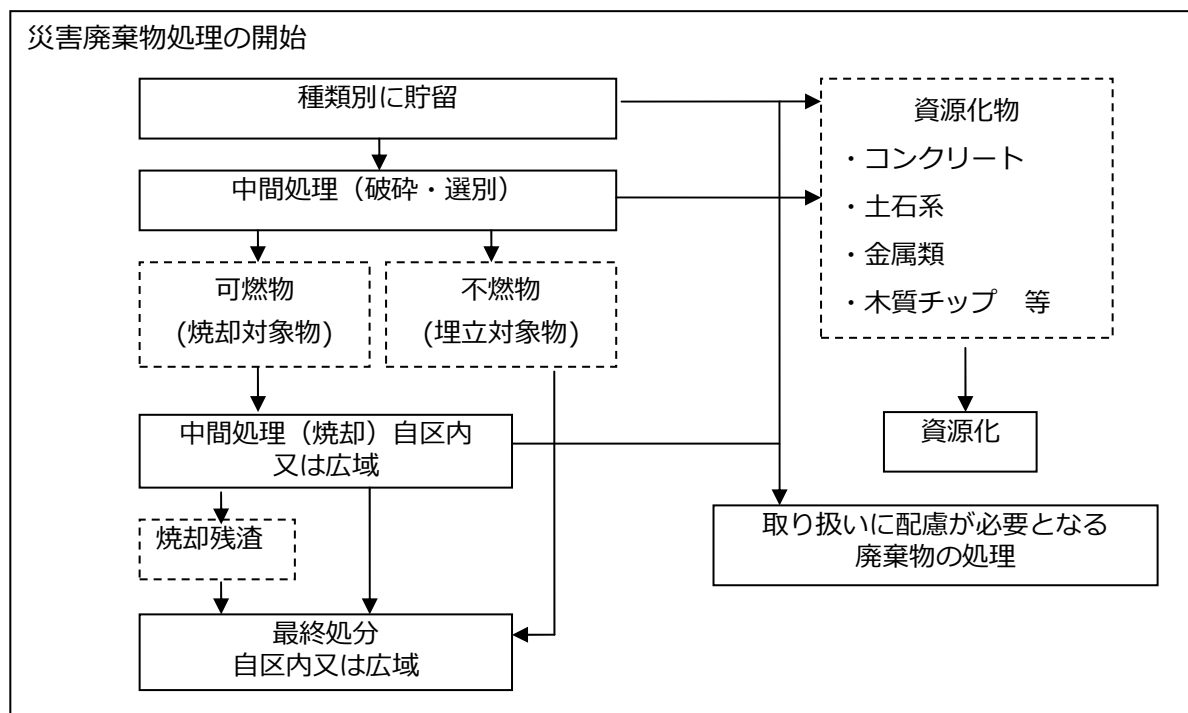 災害廃棄物処理の開始
種類別に貯留
中間処理（破砕・選別）
可燃物
(焼却対象物)
不燃物
(埋立対象物)
中間処理（焼却）自区内
又は広域
焼却残渣
最終処分
自区内又は広域
資源化物
・コンクリート
・土石系
・金属類
・木質チップ　等
資源化
取り扱いに配慮が必要となる
廃棄物の処理